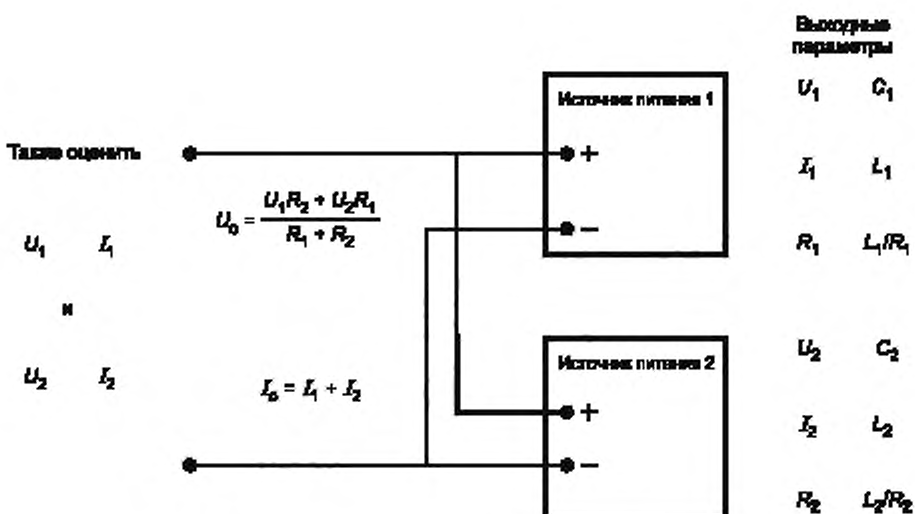 Выходные
параметры
U₁ C₁
I₁ L₁
R₁ L₁/R₁
U₂ C₂
I₂ L₂
R₂ L₂/R₂
Источник питания 1
+
−
Источник питания 2
+
−
Также оценить
U₁ I₁
и
U₂ I₂
U₀ = (U₁R₂ + U₂R₁) / (R₁ + R₂)
I₀ = I₁ + I₂